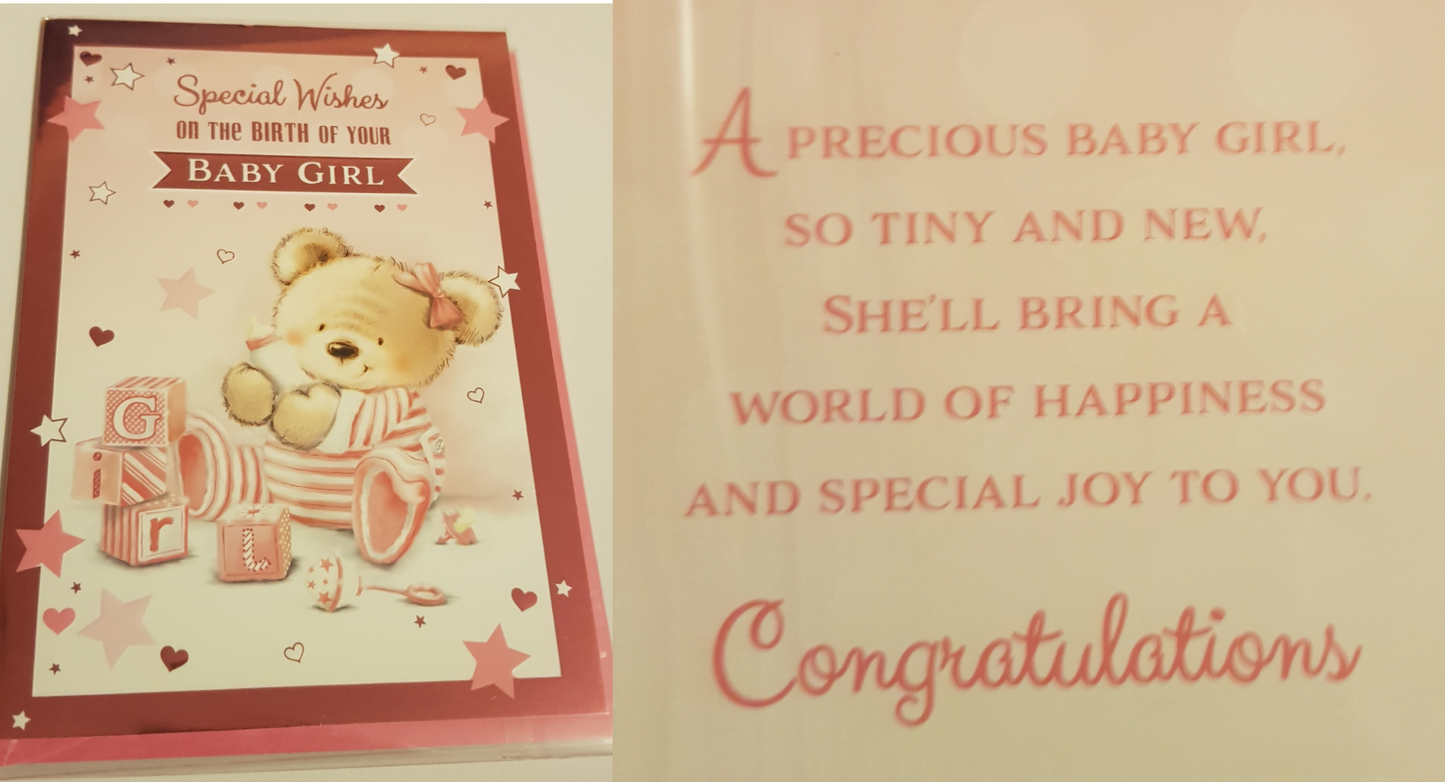 Special Wishes
on the BIRTH OF YOUR
BABY GIRL
G
i
r
L
A PRECIOUS BABY GIRL,
SO TINY AND NEW,
SHE'LL BRING A
WORLD OF HAPPINESS
AND SPECIAL JOY TO YOU.
Congratulations